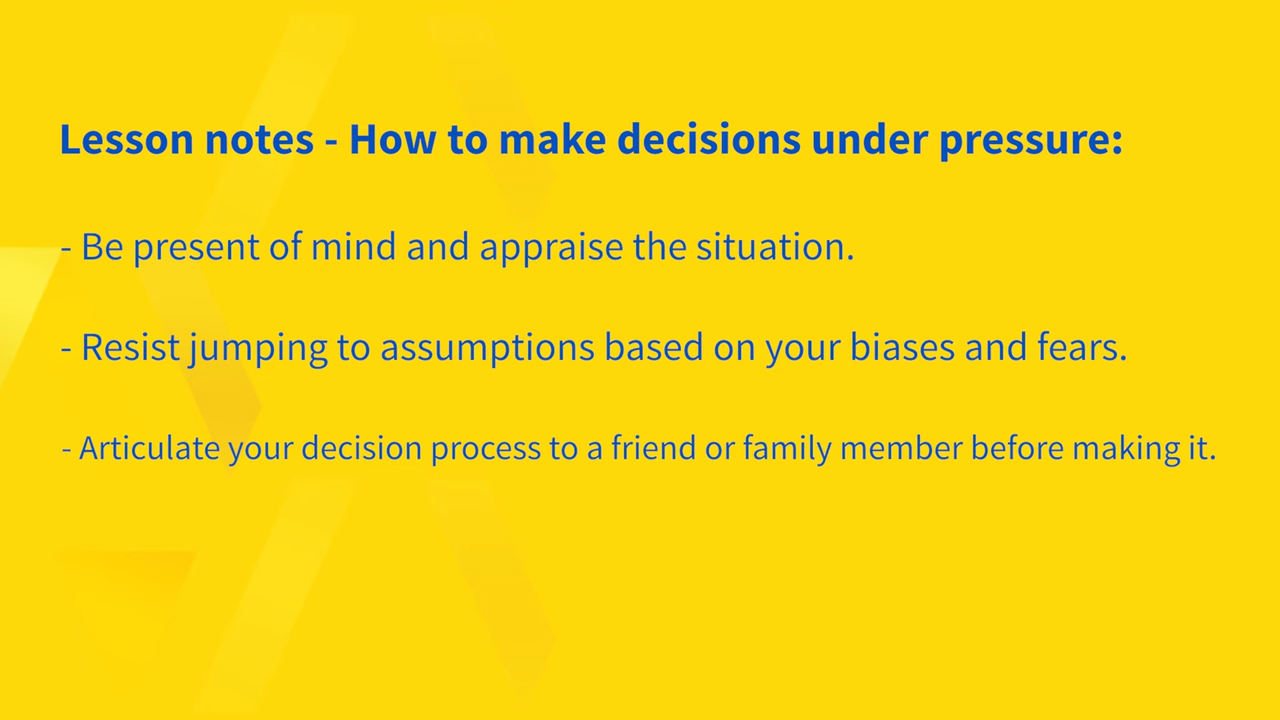 Lesson notes - How to make decisions under pressure:
- Be present of mind and appraise the situation.
- Resist jumping to assumptions based on your biases and fears.
- Articulate your decision process to a friend or family member before making it.